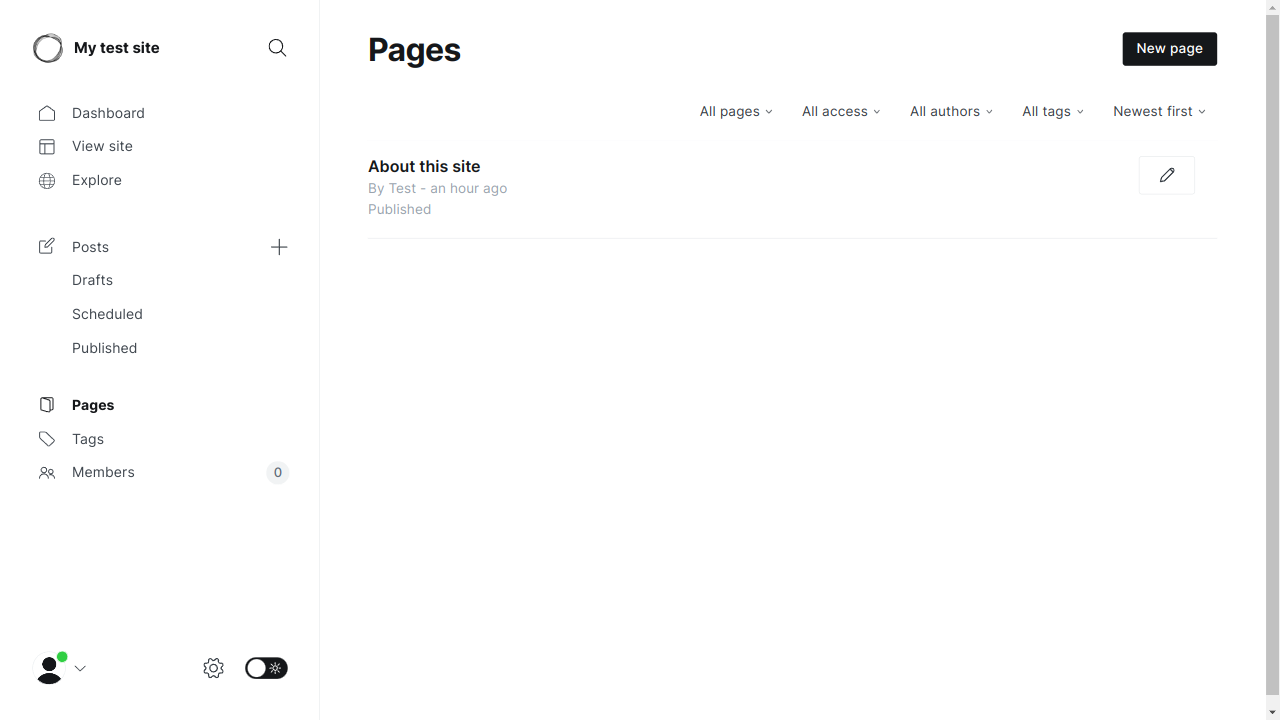 My test site
Dashboard
View site
Explore
Posts
Drafts
Scheduled
Published
Pages
Tags
Members
0
Pages
New page
All pages
All access
All authors
All tags
Newest first
About this site
By Test - an hour ago
Published